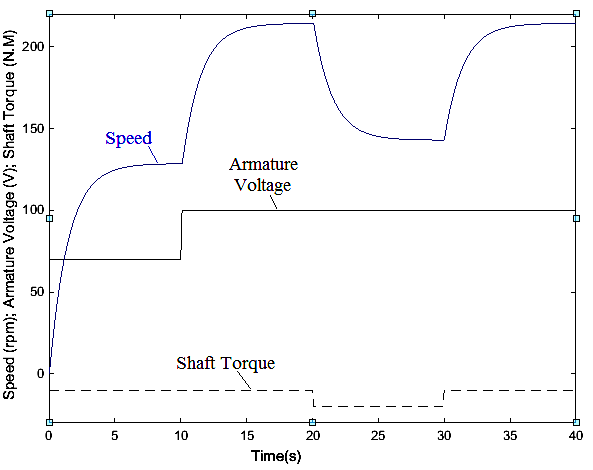 Speed (rpm); Armature Voltage (V); Shaft Torque (N.M)
200
150
100
50
0
Speed
Armature
Voltage
Shaft Torque
0 5 10 15 20 25 30 35 40
Time(s)